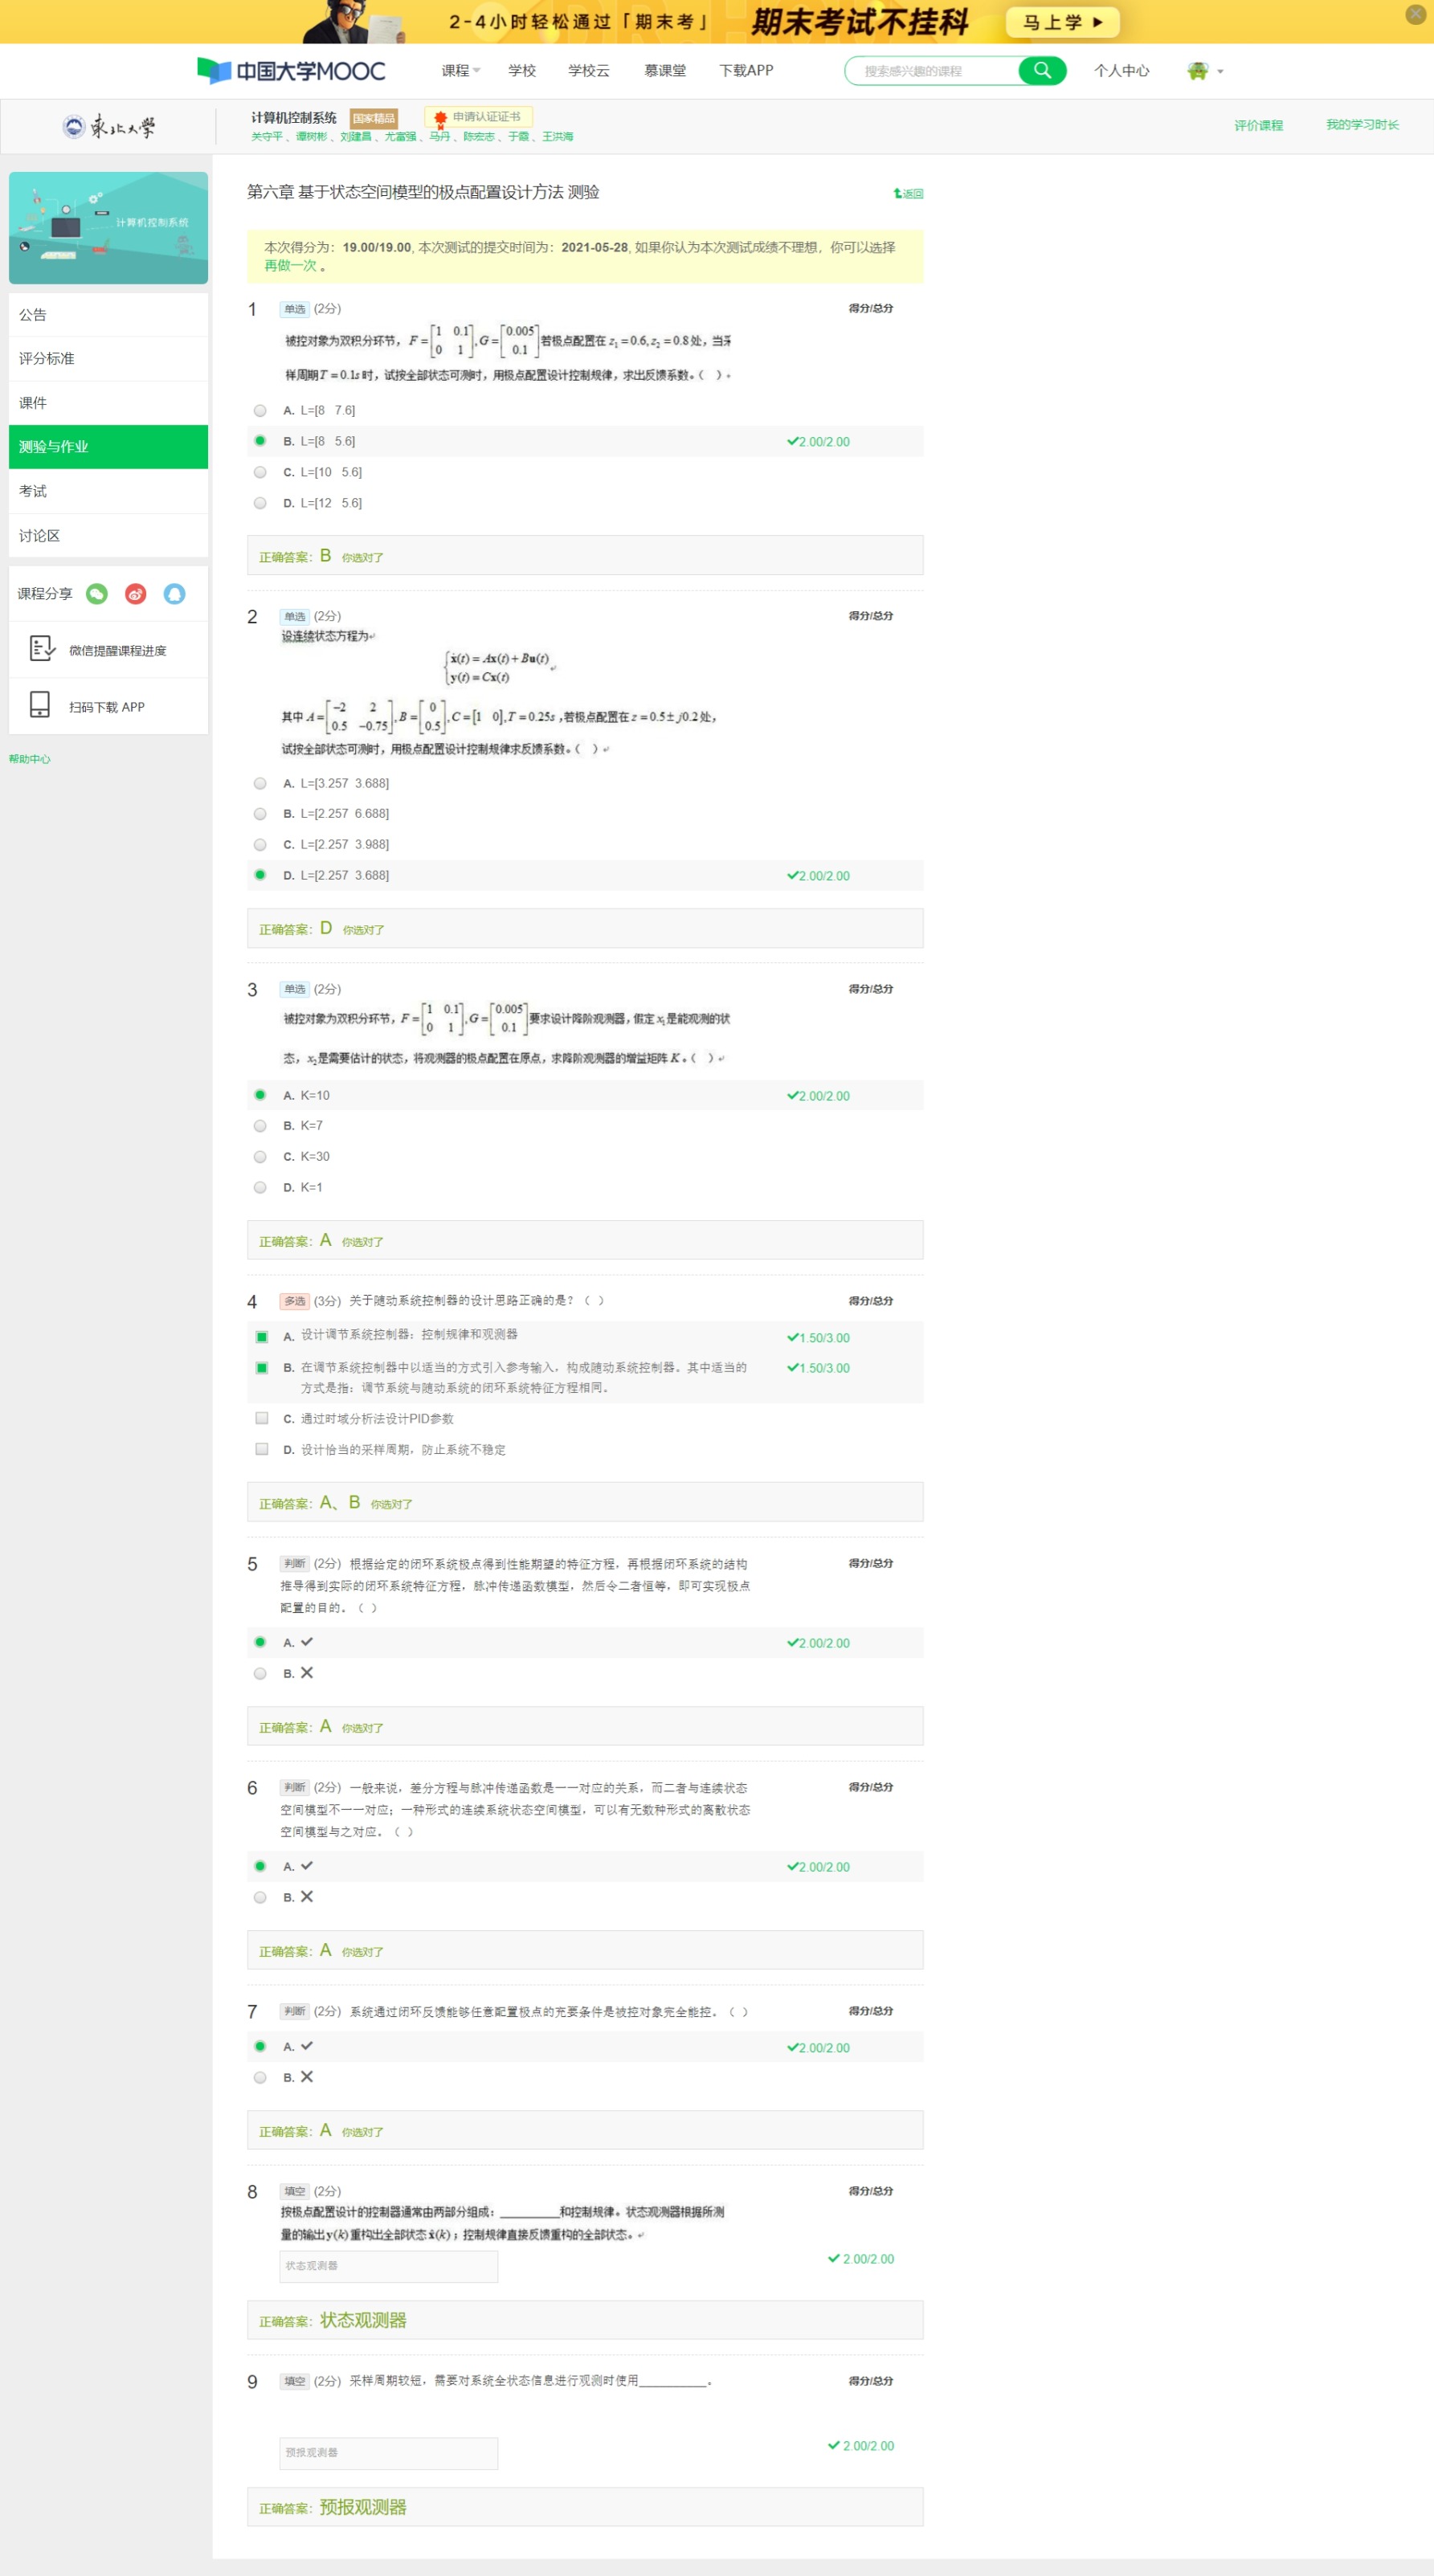 2-4小时轻松通过「期末考」 期末考试不挂科 马上学
中国大学MOOC 课程 学校 学校云 慕课堂 下载APP 搜索感兴趣的课程 个人中心
东北大学 计算机控制系统 国家精品 申请认证证书
关守平、谭树彬、刘建昌、尤富强、马丹、陈宏志、于霞、王洪海
评价课程 我的学习时长
计算机控制系统
公告
评分标准
课件
测验与作业
考试
讨论区
课程分享
微信提醒课程进度
扫码下载 APP
帮助中心
第六章 基于状态空间模型的极点配置设计方法 测验 返回
本次得分为：19.00/19.00, 本次测试的提交时间为：2021-05-28, 如果你认为本次测试成绩不理想，你可以选择
再做一次 。
1 单选 (2分) 得分/总分
被控对象为双积分环节，F=[1 0.1; 0 1], G=[0.005; 0.1]若极点配置在 z₁=0.6, z₂=0.8 处，当采
样周期T=0.1s 时，试按全部状态可测时，用极点配置设计控制规律，求出反馈系数。（ ）。
A. L=[8 7.6]
B. L=[8 5.6] 2.00/2.00
C. L=[10 5.6]
D. L=[12 5.6]
正确答案：B 你选对了
2 单选 (2分) 得分/总分
设连续状态方程为
ẋ(t)=Ax(t)+Bu(t)
y(t)=Cx(t)
其中 A=[-2 2; 0.5 -0.75], B=[0; 0.5], C=[1 0], T=0.25s ,若极点配置在 z=0.5±j0.2 处，
试按全部状态可测时，用极点配置设计控制规律求反馈系数。（ ）
A. L=[3.257 3.688]
B. L=[2.257 6.688]
C. L=[2.257 3.988]
D. L=[2.257 3.688] 2.00/2.00
正确答案：D 你选对了
3 单选 (2分) 得分/总分
被控对象为双积分环节，F=[1 0.1; 0 1], G=[0.005; 0.1]要求设计降阶观测器，假定 x₁是能观测的状
态，x₂是需要估计的状态，将观测器的极点配置在原点，求降阶观测器的增益矩阵 K 。（ ）
A. K=10 2.00/2.00
B. K=7
C. K=30
D. K=1
正确答案：A 你选对了
4 多选 (3分) 关于随动系统控制器的设计思路正确的是？（ ） 得分/总分
A. 设计调节系统控制器：控制规律和观测器 1.50/3.00
B. 在调节系统控制器中以适当的方式引入参考输入，构成随动系统控制器。其中适当的 1.50/3.00
方式是指：调节系统与随动系统的闭环系统特征方程相同。
C. 通过时域分析法设计PID参数
D. 设计恰当的采样周期，防止系统不稳定
正确答案：A、B 你选对了
5 判断 (2分) 根据给定的闭环系统极点得到性能期望的特征方程，再根据闭环系统的结构 得分/总分
推导得到实际的闭环系统特征方程，脉冲传递函数模型，然后令二者恒等，即可实现极点
配置的目的。（ ）
A. ✓ 2.00/2.00
B. ✗
正确答案：A 你选对了
6 判断 (2分) 一般来说，差分方程与脉冲传递函数是一一对应的关系，而二者与连续状态 得分/总分
空间模型不一一对应；一种形式的连续系统状态空间模型，可以有无数种形式的离散状态
空间模型与之对应。（ ）
A. ✓ 2.00/2.00
B. ✗
正确答案：A 你选对了
7 判断 (2分) 系统通过闭环反馈能够任意配置极点的充要条件是被控对象完全能控。（ ） 得分/总分
A. ✓ 2.00/2.00
B. ✗
正确答案：A 你选对了
8 填空 (2分) 得分/总分
按极点配置设计的控制器通常由两部分组成：__________和控制规律。状态观测器根据所测
量的输出 y(k) 重构出全部状态 x̂(k)；控制规律直接反馈重构的全部状态。
状态观测器 2.00/2.00
正确答案：状态观测器
9 填空 (2分) 采样周期较短，需要对系统全状态信息进行观测时使用__________。 得分/总分
预报观测器 2.00/2.00
正确答案：预报观测器